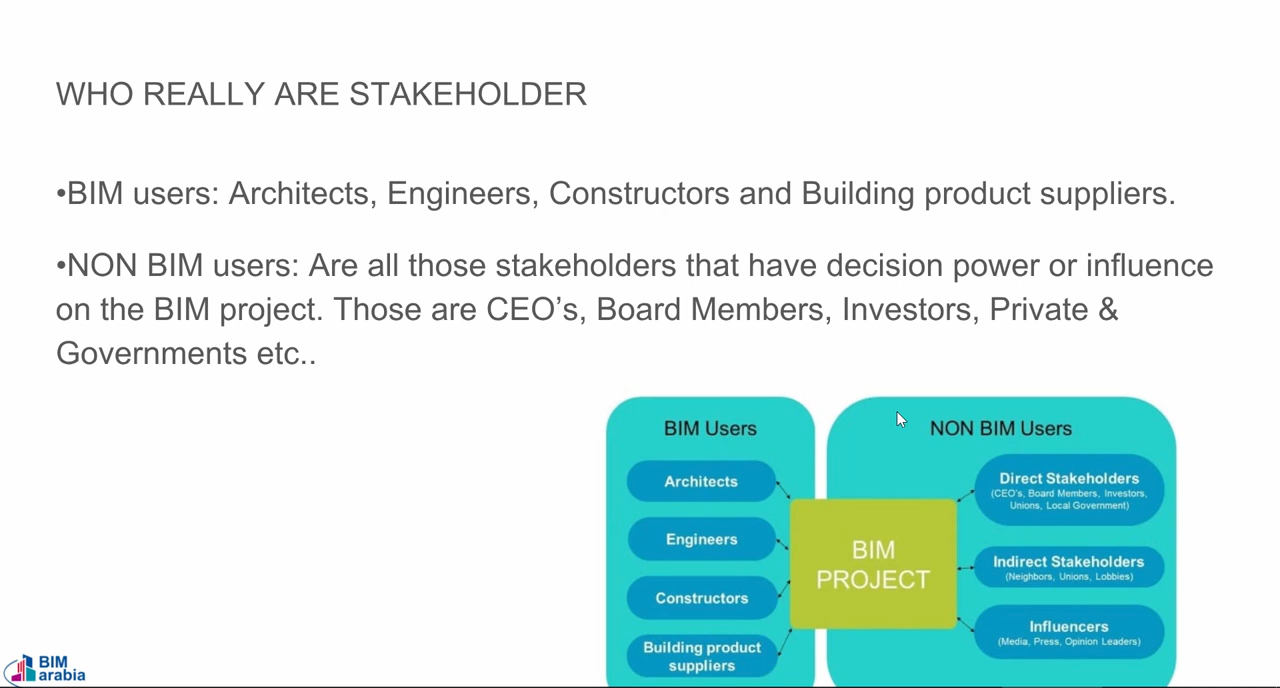 WHO REALLY ARE STAKEHOLDER
•BIM users: Architects, Engineers, Constructors and Building product suppliers.
•NON BIM users: Are all those stakeholders that have decision power or influence
on the BIM project. Those are CEO’s, Board Members, Investors, Private &
Governments etc..
BIM Users
Architects
Engineers
Constructors
Building product
suppliers
BIM
PROJECT
NON BIM Users
Direct Stakeholders
(CEO's, Board Members, Investors,
Unions, Local Government)
Indirect Stakeholders
(Neighbors, Unions, Lobbies)
Influencers
(Media, Press, Opinion Leaders)
BIM
arabia